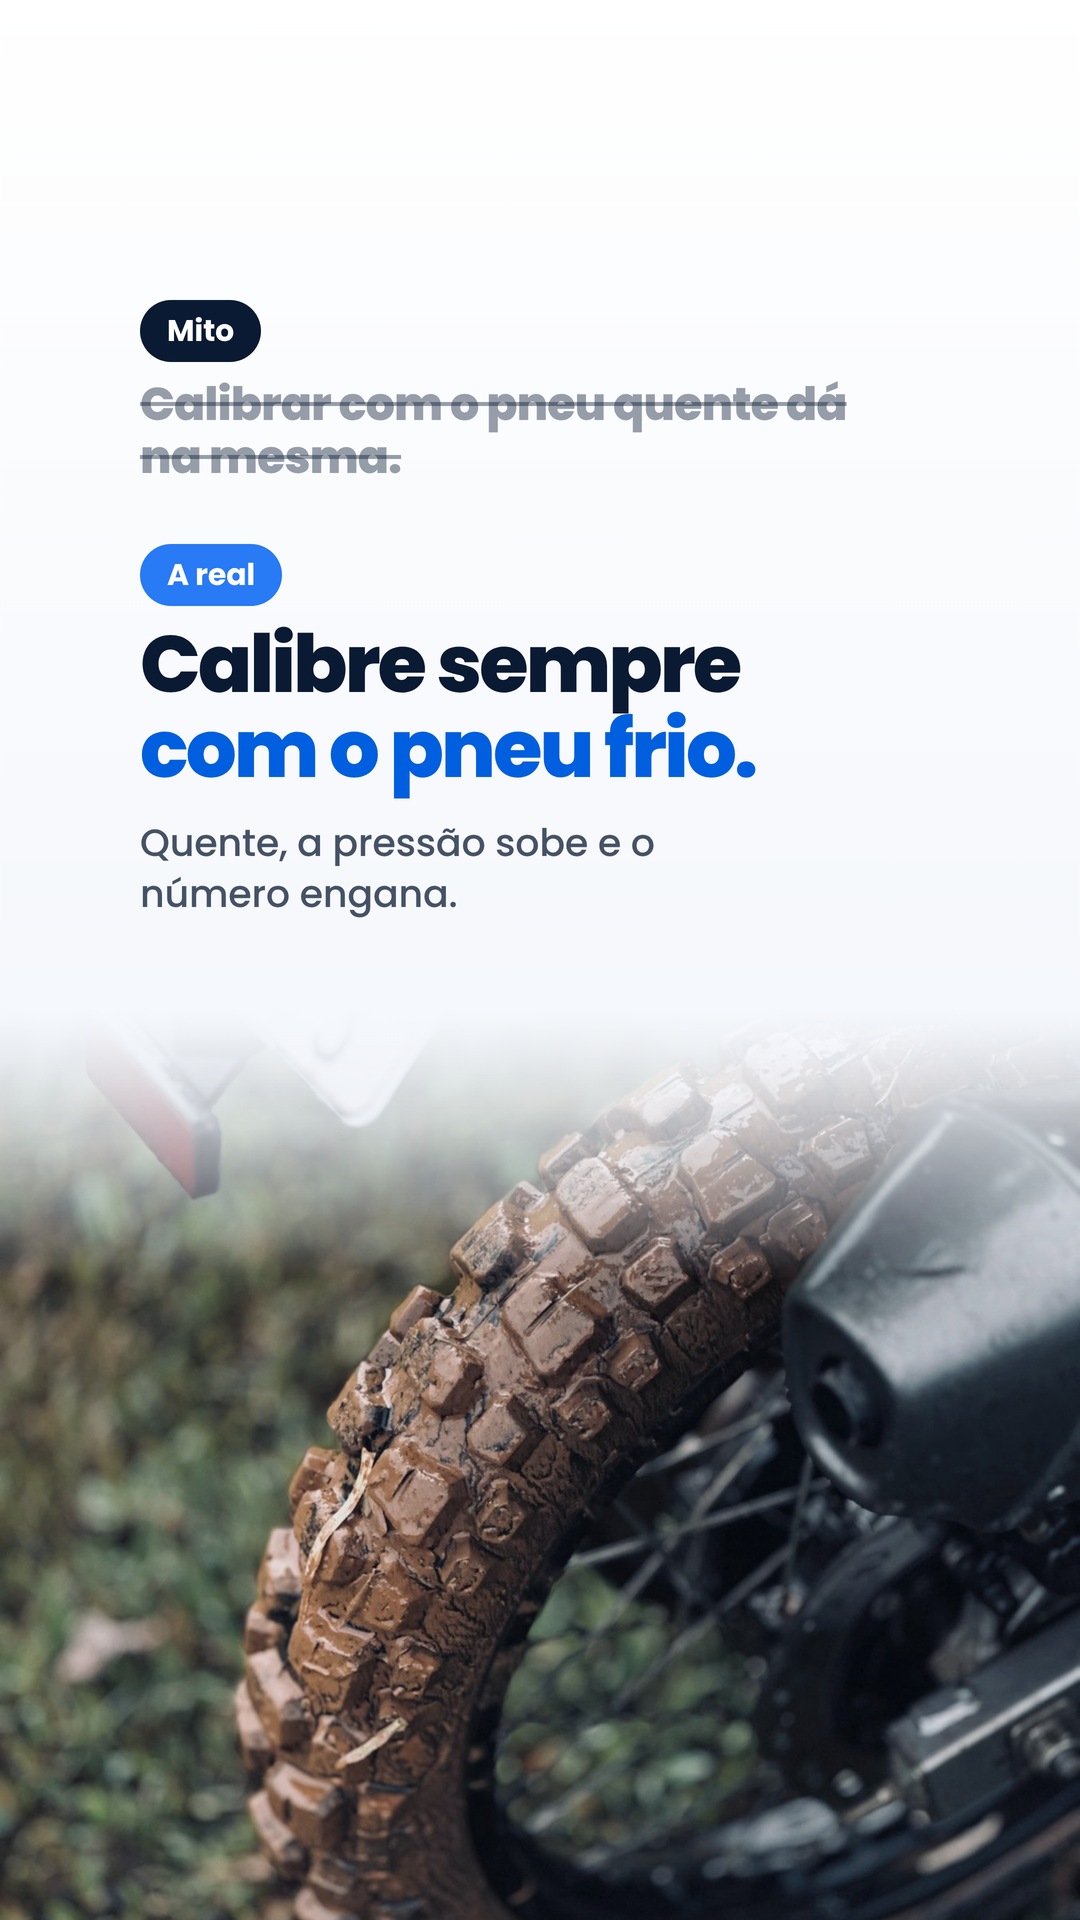 Mito
Calibrar com o pneu quente dá
na mesma.
A real
Calibre sempre
com o pneu frio.
Quente, a pressão sobe e o
número engana.